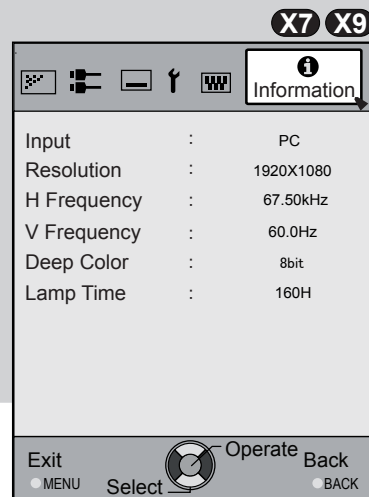 X7 X9
Information
Input : PC
Resolution : 1920X1080
H Frequency : 67.50kHz
V Frequency : 60.0Hz
Deep Color : 8bit
Lamp Time : 160H
Exit Operate Back
MENU Select BACK